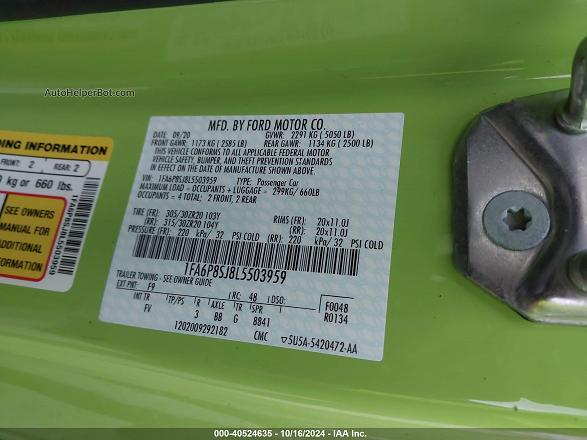 AutoHelperBot.com
DING INFORMATION
FRONT: 2 REAR: 2
kg or 660 lbs.
SEE OWNERS
MANUAL FOR
ADDITIONAL
INFORMATION
1FA6P8SJ8L5503959
MFD. BY FORD MOTOR CO.
DATE: 09/20 GVWR: 2291 KG ( 5050 LB)
FRONT GAWR: 1173 KG ( 2585 LB) REAR GAWR: 1134 KG ( 2500 LB)
THIS VEHICLE CONFORMS TO ALL APPLICABLE FEDERAL MOTOR
VEHICLE SAFETY, BUMPER, AND THEFT PREVENTION STANDARDS
IN EFFECT ON THE DATE OF MANUFACTURE SHOWN ABOVE.
VIN: 1FA6P8SJ8L5503959 TYPE: Passenger Car
MAXIMUM LOAD - OCCUPANTS + LUGGAGE = 299KG/ 660LB
OCCUPANTS = 4 TOTAL: 2 FRONT, 2 REAR
TIRE (FR): 305/30ZR20 103Y RIMS (FR): 20x11.0J
(RR): 315/30ZR20 104Y (RR): 20x11.0J
PRESSURE (FR): 220 kPa/ 32 PSI COLD (RR) 220 kPa/ 32 PSI COLD
1FA6P8SJ8L5503959
TRAILER TOWING - SEE OWNER GUIDE
EXT PNT: F9 RC: 48 DSO: F0048
INT TR TP/PS AXLE TR SPR R0134
FV 3 BB G BB41
1202009292182 CMC 5U5A-5420472-AA
000-40524635 - 10/16/2024 - IAA Inc.